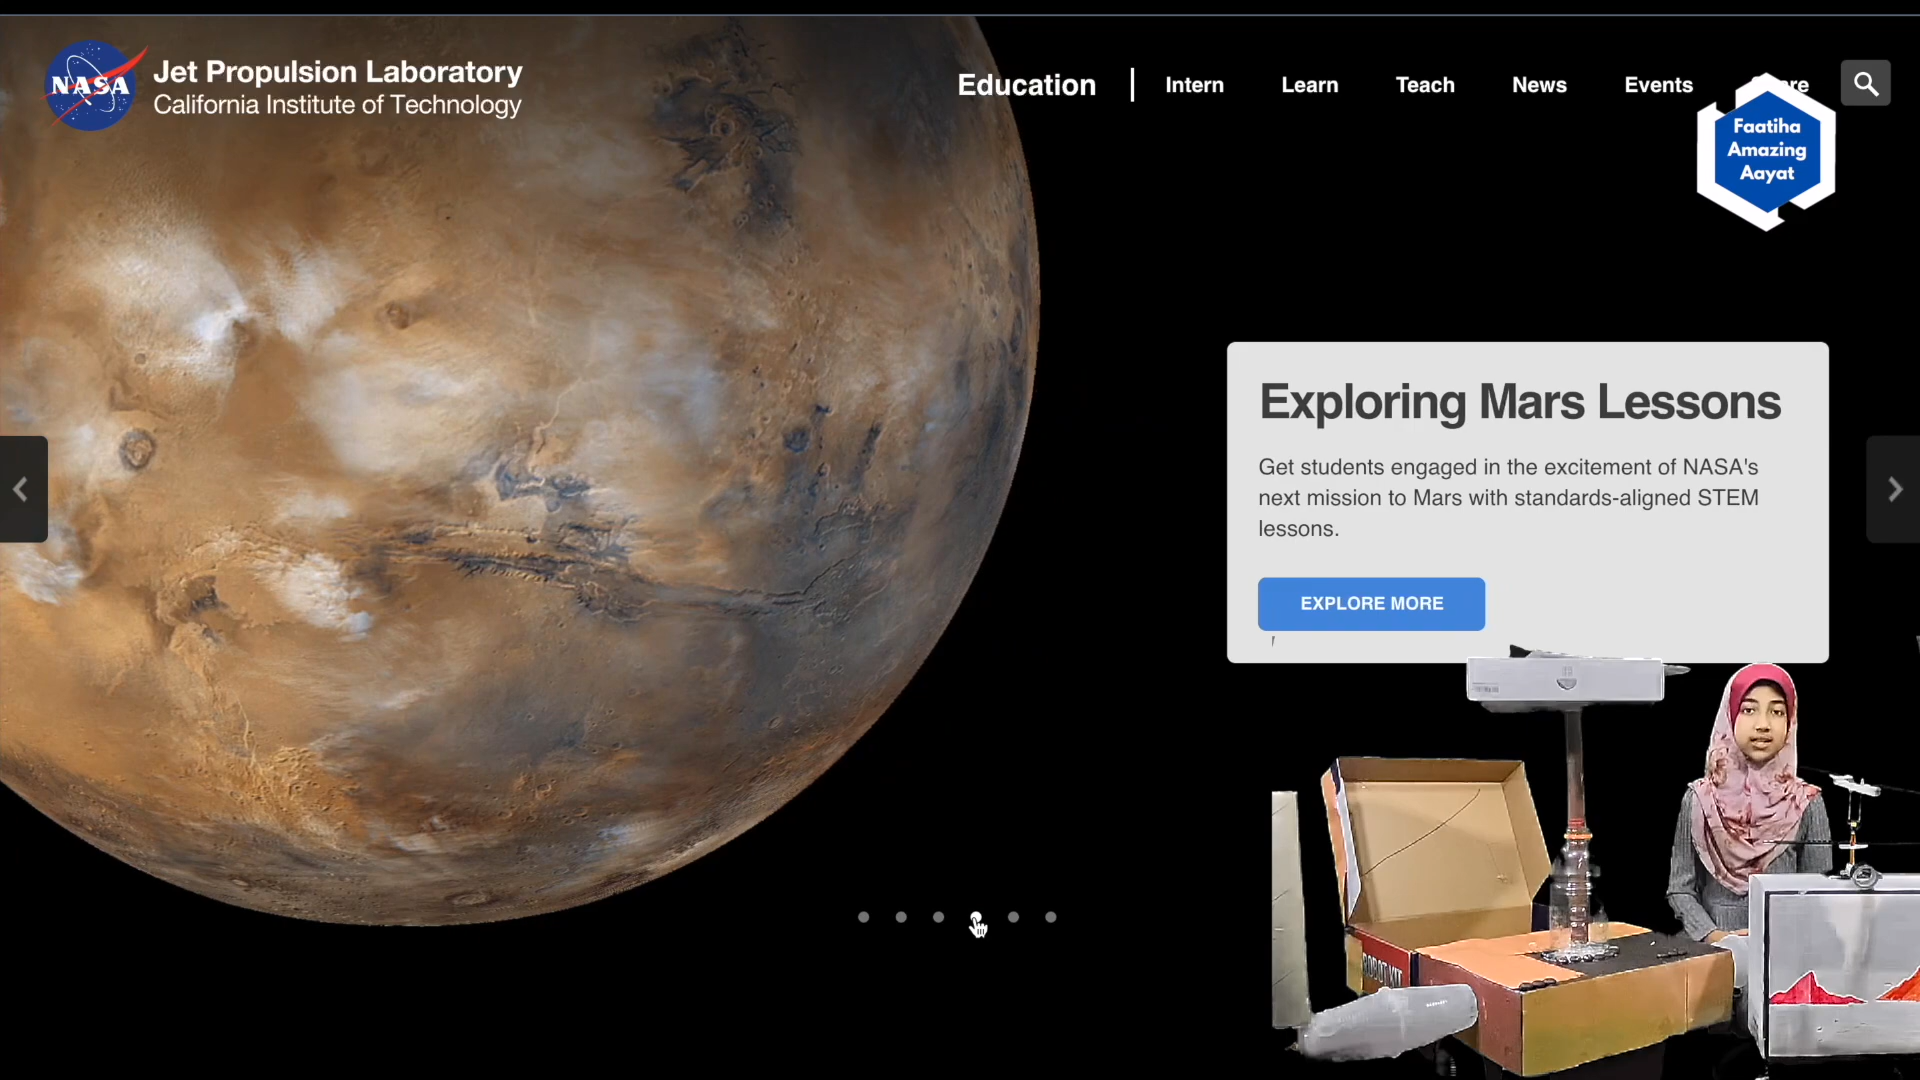 NASA
Jet Propulsion Laboratory
California Institute of Technology
Education
Intern
Learn
Teach
News
Events
Faatiha
Amazing
Aayat
Exploring Mars Lessons
Get students engaged in the excitement of NASA's
next mission to Mars with standards-aligned STEM
lessons.
EXPLORE MORE
ROBOT KIT